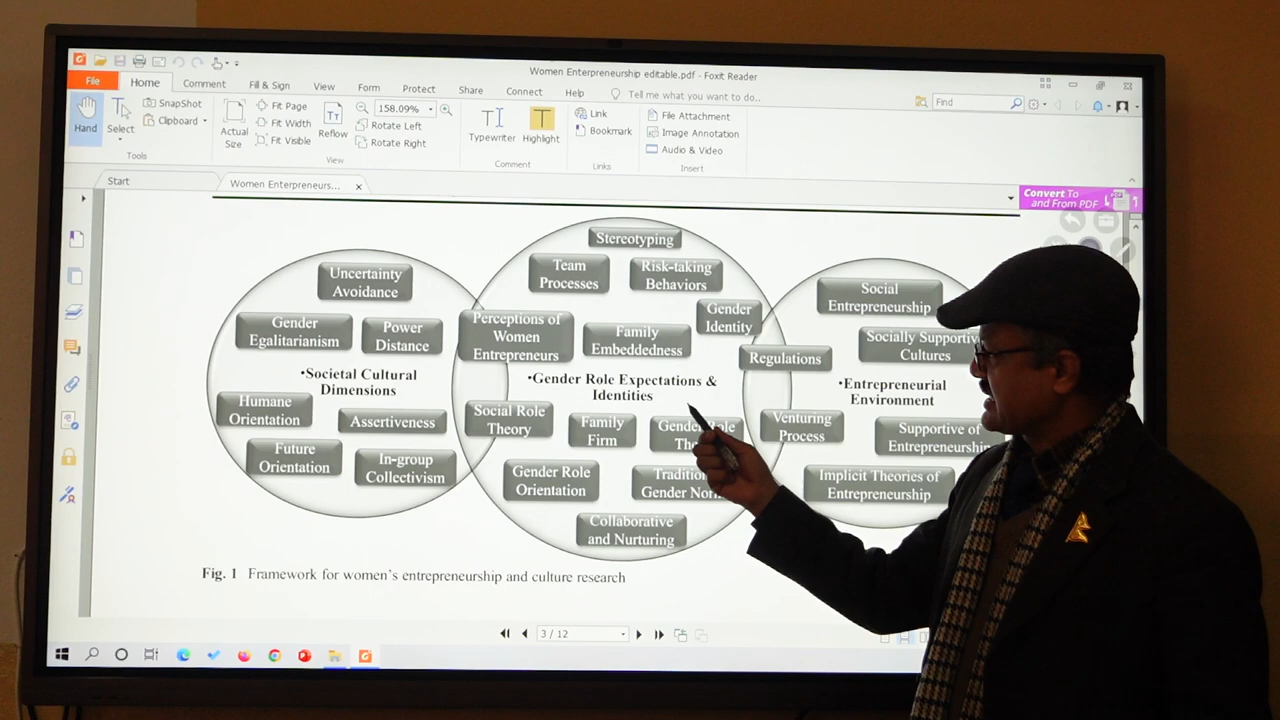 Women Enterpreneurship editable.pdf - Foxit Reader
File Home Comment Fill & Sign View Form Protect Share Connect Help Tell me what you want to do.. Find
Hand
Select
SnapShot
Clipboard
Tools
Actual
Size
Fit Page
Fit Width
Fit Visible
Reflow
158.09%
Rotate Left
Rotate Right
View
Typewriter
Highlight
Comment
Link
Bookmark
Links
File Attachment
Image Annotation
Audio & Video
Insert
Start
Women Enterpreneurs...
Convert To
and From PDF
Uncertainty
Avoidance
Gender
Egalitarianism
Power
Distance
•Societal Cultural
Dimensions
Humane
Orientation
Assertiveness
Future
Orientation
In-group
Collectivism
Stereotyping
Team
Processes
Risk-taking
Behaviors
Gender
Identity
Perceptions of
Women
Entrepreneurs
Family
Embeddedness
•Gender Role Expectations &
Identities
Social Role
Theory
Family
Firm
Gender Role
Gender Role
Orientation
Gender
Collaborative
and Nurturing
Social
Entrepreneurship
Socially
Cultures
Regulations
•Entrepreneurial
Environment
Venturing
Process
Supportive of
Entrepreneurship
Implicit Theories of
Entrepreneurship
Fig. 1 Framework for women's entrepreneurship and culture research
3 / 12